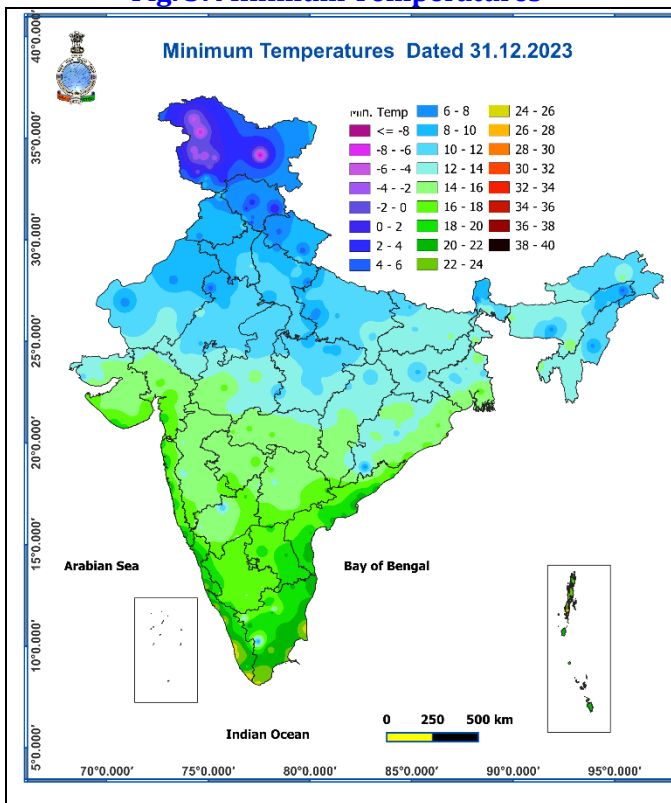 Fig. 3: Minimum Temperatures
Minimum Temperatures Dated 31.12.2023
Min. Temp
<= -8
-8 - -6
-6 - -4
-4 - -2
-2 - 0
0 - 2
2 - 4
4 - 6
6 - 8
8 - 10
10 - 12
12 - 14
14 - 16
16 - 18
18 - 20
20 - 22
22 - 24
24 - 26
26 - 28
28 - 30
30 - 32
32 - 34
34 - 36
36 - 38
38 - 40
40°0.000'
35°0.000'
30°0.000'
25°0.000'
20°0.000'
15°0.000'
10°0.000'
5°0.000'
Arabian Sea
Bay of Bengal
Indian Ocean
0 250 500 km
70°0.000' 75°0.000' 80°0.000' 85°0.000' 90°0.000' 95°0.000'